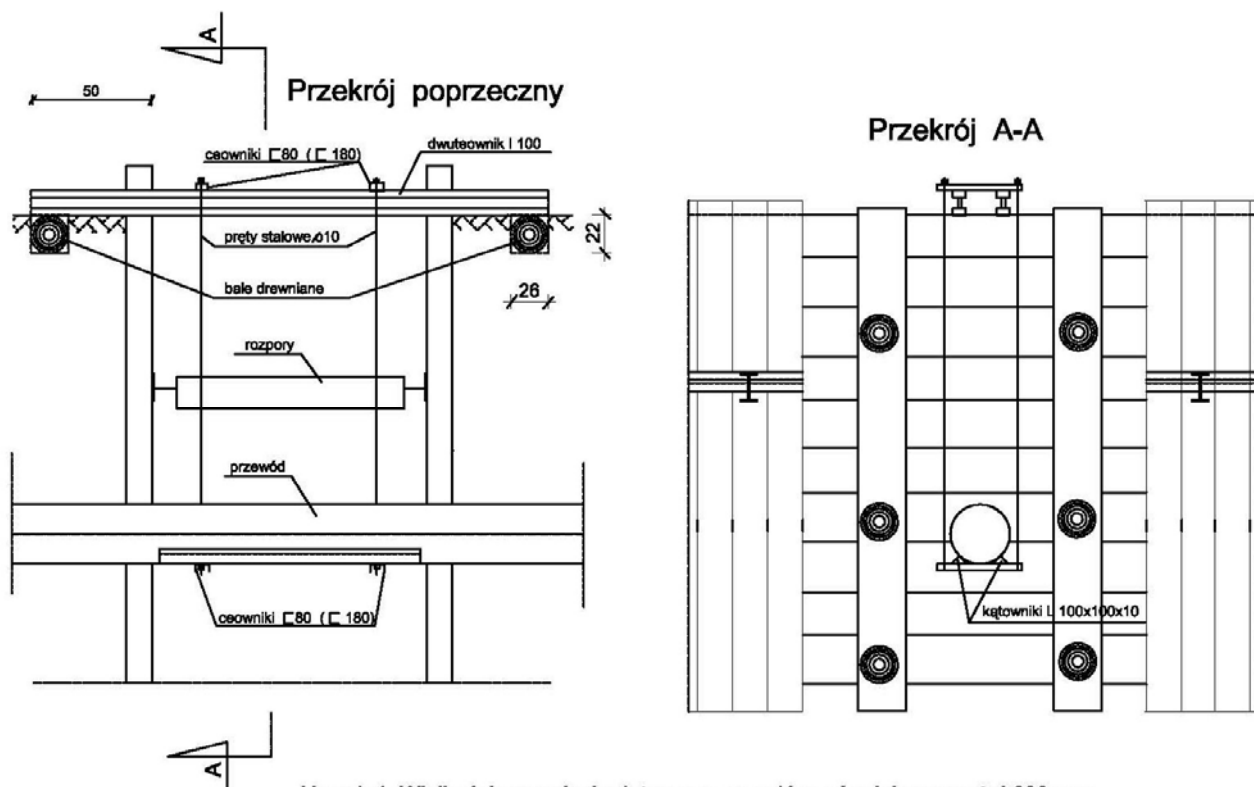 A
50
Przekrój poprzeczny
ceowniki ⊏80 ( ⊏ 180)
dwuteownik I 100
pręty stalowe ⌀10
22
bale drewniane
26
rozpory
przewód
ceowniki ⊏80 ( ⊏ 180)
A
Przekrój A-A
kątowniki L 100x100x10